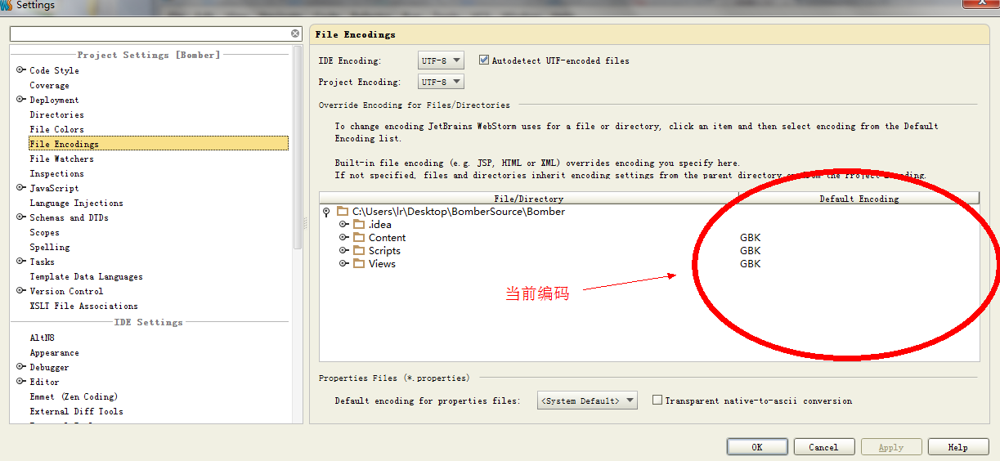 Settings
Project Settings [Bomber]
Code Style
Coverage
Deployment
Directories
File Colors
File Encodings
File Watchers
Inspections
JavaScript
Language Injections
Schemas and DTDs
Scopes
Spelling
Tasks
Template Data Languages
Version Control
XSLT File Associations
IDE Settings
AltN8
Appearance
Debugger
Editor
Emmet (Zen Coding)
External Diff Tools
File Encodings
IDE Encoding: UTF-8 Autodetect UTF-encoded files
Project Encoding: UTF-8
Override Encoding for Files/Directories
To change encoding JetBrains WebStorm uses for a file or directory, click an item and then select encoding from the Default
Encoding list.
Built-in file encoding (e.g. JSP, HTML or XML) overrides encoding you specify here.
If not specified, files and directories inherit encoding settings from the parent directory or from the Project Encoding.
File/Directory Default Encoding
C:\Users\lr\Desktop\BomberSource\Bomber
.idea
Content GBK
Scripts GBK
Views GBK
当前编码
Properties Files (*.properties)
Default encoding for properties files: <System Default> Transparent native-to-ascii conversion
OK Cancel Apply Help